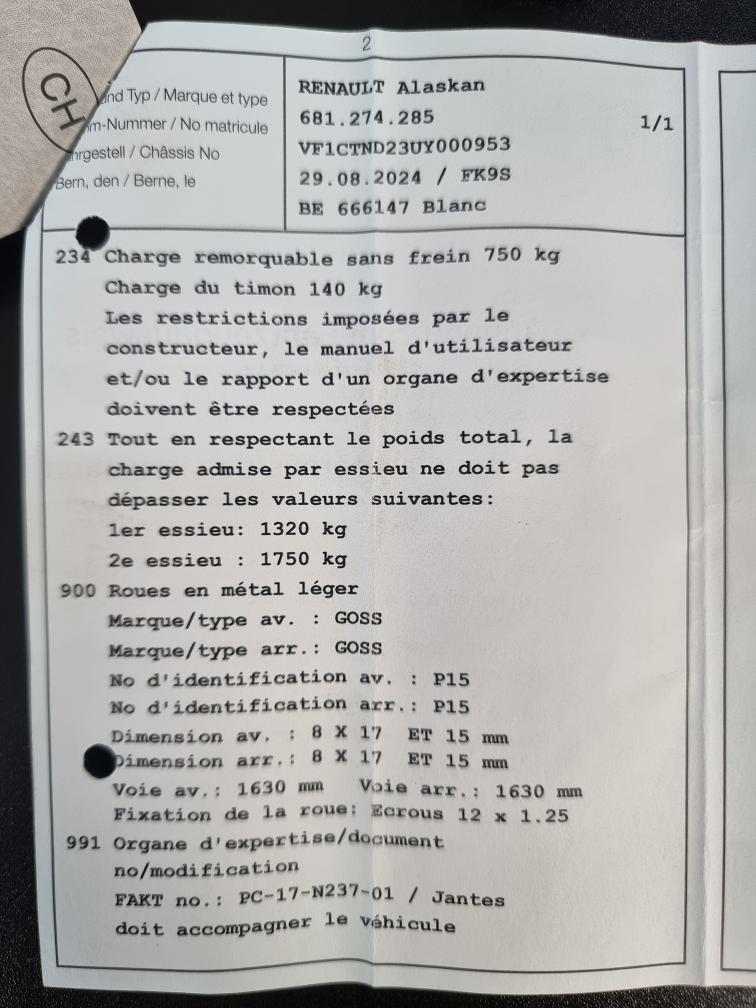 2
CH
nd Typ / Marque et type
m-Nummer / No matricule
hrgestell / Châssis No
Bern, den / Berne, le
RENAULT Alaskan
681.274.285
1/1
VF1CTND23UY000953
29.08.2024 / FK9S
BE 666147 Blanc
234 Charge remorquable sans frein 750 kg
Charge du timon 140 kg
Les restrictions imposées par le
constructeur, le manuel d'utilisateur
et/ou le rapport d'un organe d'expertise
doivent être respectées
243 Tout en respectant le poids total, la
charge admise par essieu ne doit pas
dépasser les valeurs suivantes:
1er essieu: 1320 kg
2e essieu : 1750 kg
900 Roues en métal léger
Marque/type av. : GOSS
Marque/type arr.: GOSS
No d'identification av. : P15
No d'identification arr.: P15
Dimension av. : 8 X 17 ET 15 mm
Dimension arr.: 8 X 17 ET 15 mm
Voie av.: 1630 mm Voie arr.: 1630 mm
Fixation de la roue: Ecrous 12 x 1.25
991 Organe d'expertise/document
no/modification
FAKT no.: PC-17-N237-01 / Jantes
doit accompagner le véhicule